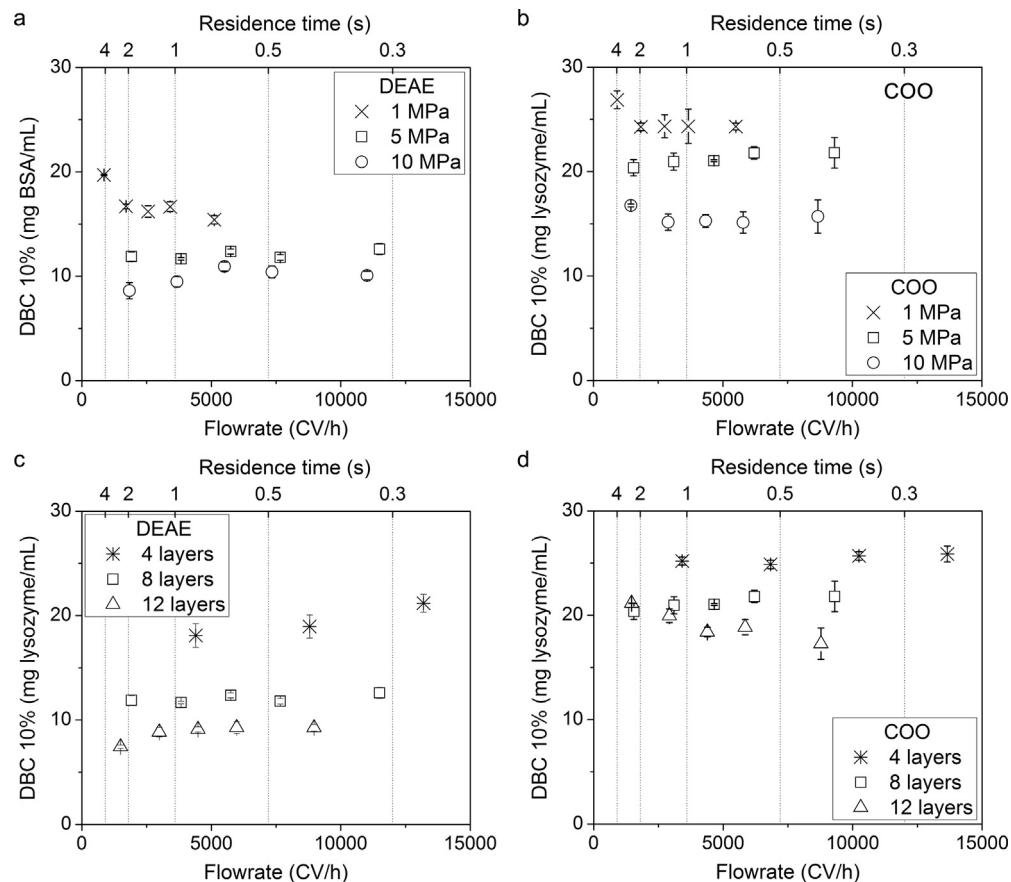 a
Residence time (s)
4 2 1 0.5 0.3
30
20
10
0
DBC 10% (mg BSA/mL)
DEAE
1 MPa
5 MPa
10 MPa
0 5000 10000 15000
Flowrate (CV/h)
b
Residence time (s)
4 2 1 0.5 0.3
30
20
10
0
DBC 10% (mg lysozyme/mL)
COO
COO
1 MPa
5 MPa
10 MPa
0 5000 10000 15000
Flowrate (CV/h)
c
Residence time (s)
4 2 1 0.5 0.3
30
20
10
0
DBC 10% (mg lysozyme/mL)
DEAE
4 layers
8 layers
12 layers
0 5000 10000 15000
Flowrate (CV/h)
d
Residence time (s)
4 2 1 0.5 0.3
30
20
10
0
DBC 10% (mg lysozyme/mL)
COO
4 layers
8 layers
12 layers
0 5000 10000 15000
Flowrate (CV/h)